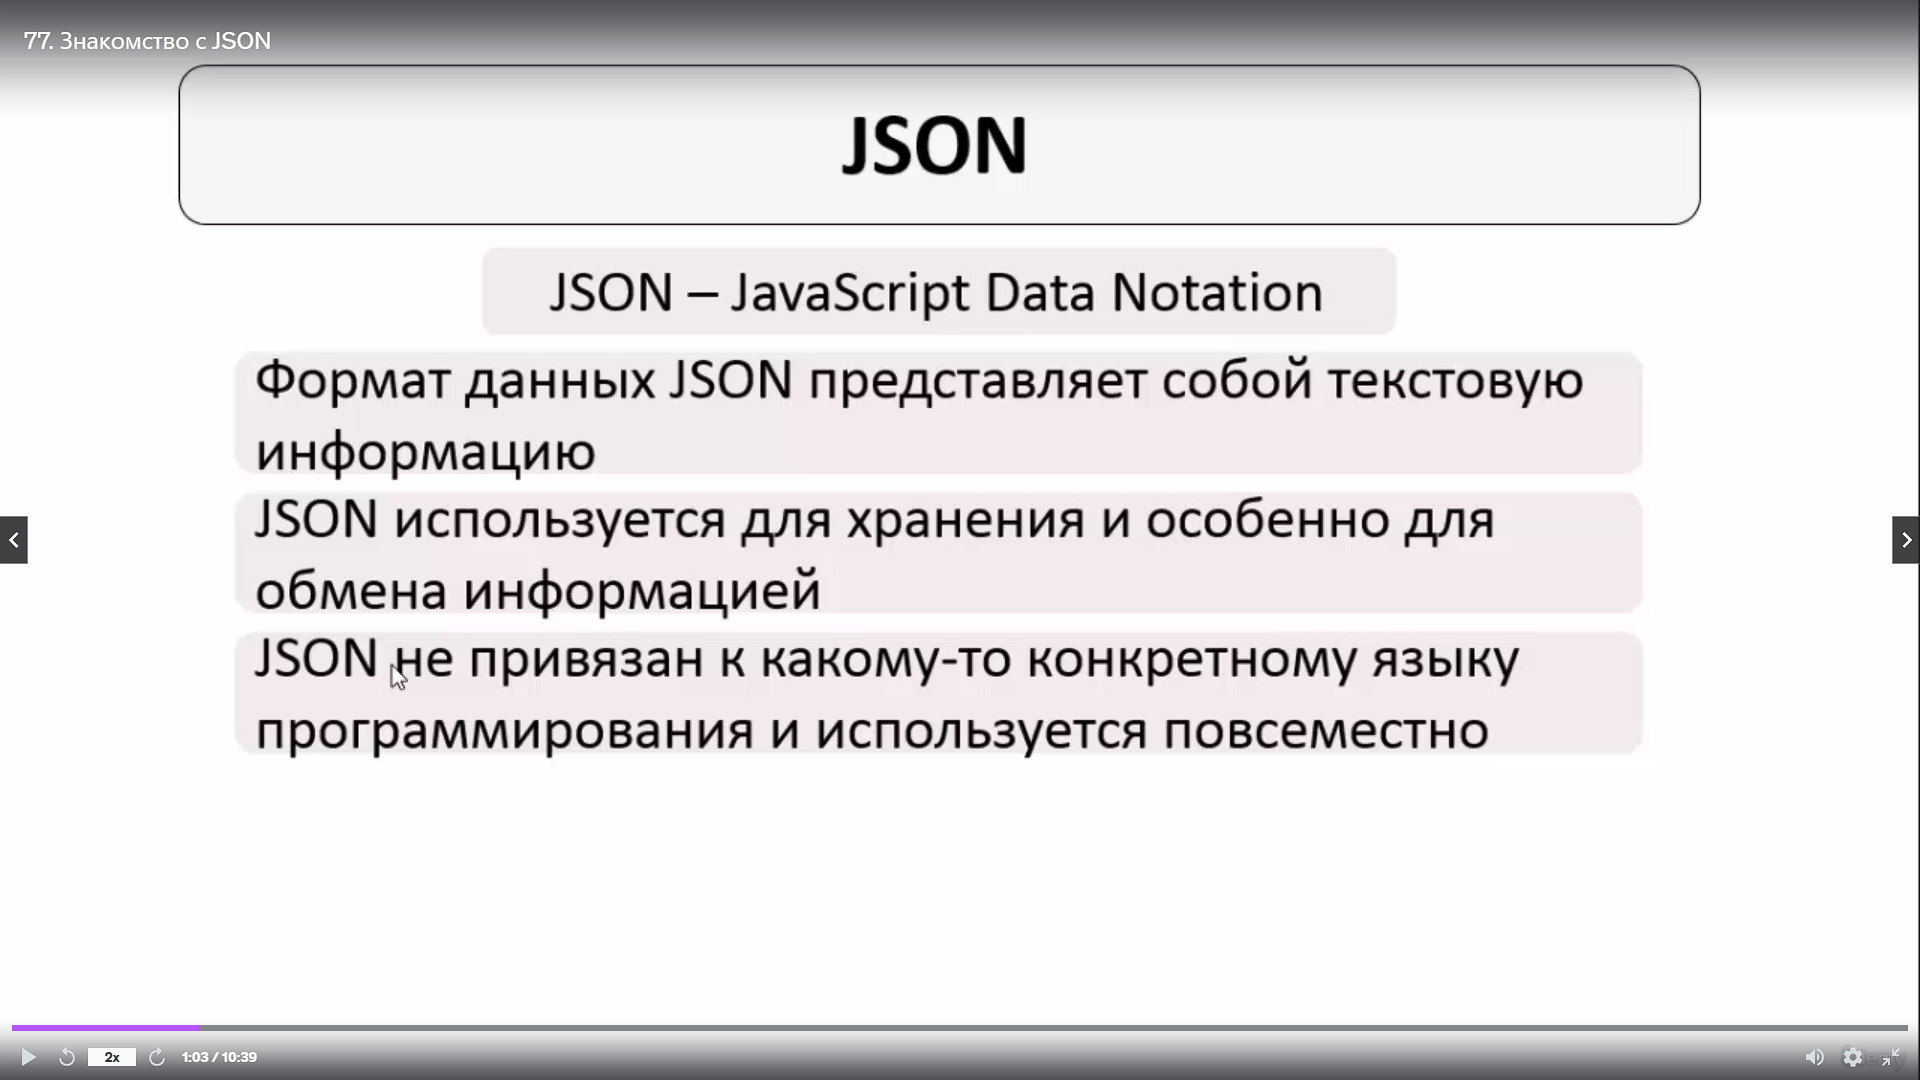 77. Знакомство с JSON
JSON
JSON – JavaScript Data Notation
Формат данных JSON представляет собой текстовую
информацию
JSON используется для хранения и особенно для
обмена информацией
JSON не привязан к какому-то конкретному языку
программирования и используется повсеместно
2x
1:03 / 10:39